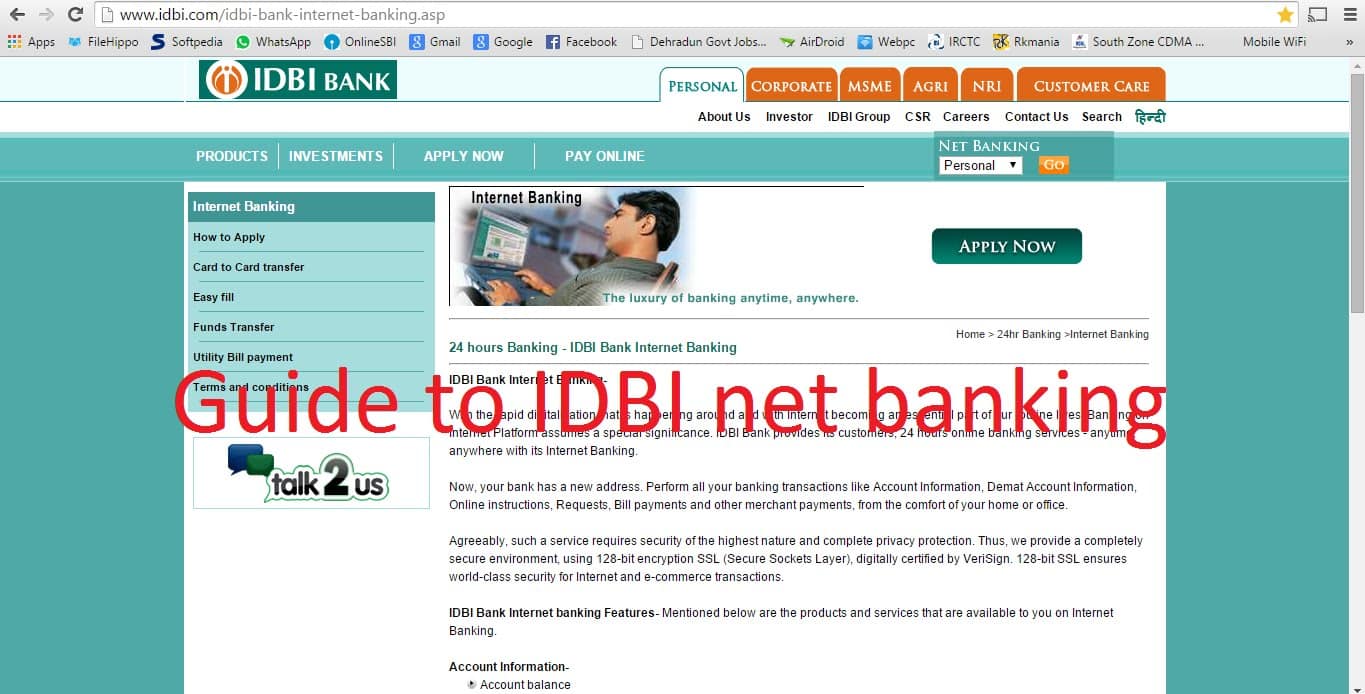 www.idbi.com/idbi-bank-internet-banking.asp
Apps FileHippo Softpedia WhatsApp OnlineSBI Gmail Google Facebook Dehradun Govt Jobs... AirDroid Webpc IRCTC Rkmania South Zone CDMA ... Mobile WiFi »
IDBI BANK
PERSONAL CORPORATE MSME AGRI NRI CUSTOMER CARE
About Us Investor IDBI Group CSR Careers Contact Us Search हिन्दी
PRODUCTS INVESTMENTS APPLY NOW PAY ONLINE
NET BANKING
Personal Go
Internet Banking
How to Apply
Card to Card transfer
Easy fill
Funds Transfer
Utility Bill payment
Terms and conditions
talk 2 us
Internet Banking
The luxury of banking anytime, anywhere.
APPLY NOW
Home > 24hr Banking >Internet Banking
24 hours Banking - IDBI Bank Internet Banking
Guide to IDBI net banking
IDBI Bank Internet Banking-
With the rapid digitalization that is happening around and with Internet becoming an essential part of our routine lives, Banking on
Internet Platform assumes a special significance. IDBI Bank provides its customers, 24 hours online banking services - anytime
anywhere with its Internet Banking.
Now, your bank has a new address. Perform all your banking transactions like Account Information, Demat Account Information,
Online instructions, Requests, Bill payments and other merchant payments, from the comfort of your home or office.
Agreeably, such a service requires security of the highest nature and complete privacy protection. Thus, we provide a completely
secure environment, using 128-bit encryption SSL (Secure Sockets Layer), digitally certified by VeriSign. 128-bit SSL ensures
world-class security for Internet and e-commerce transactions.
IDBI Bank Internet banking Features- Mentioned below are the products and services that are available to you on Internet
Banking.
Account Information-
Account balance